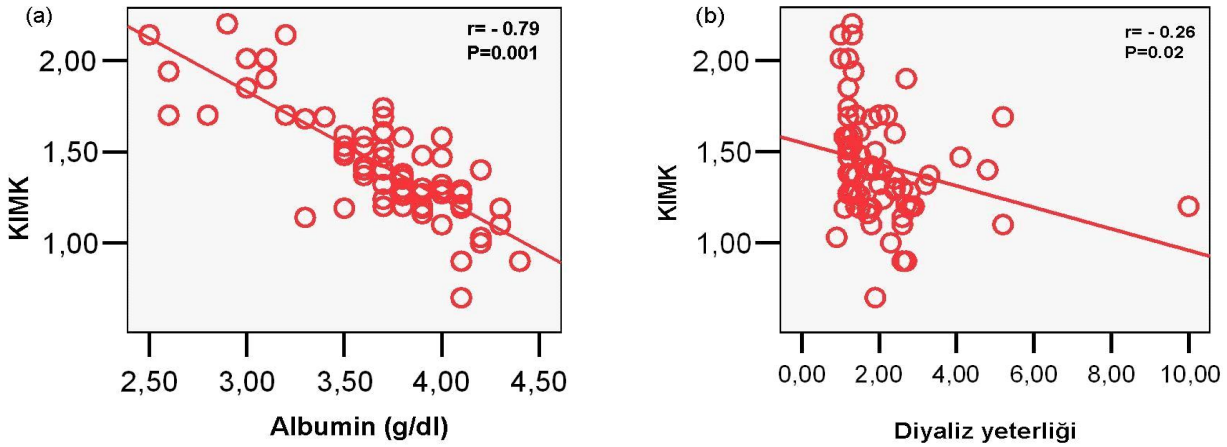 (a)
r= - 0.79
P=0.001
2,00
1,50
1,00
KIMK
2,50 3,00 3,50 4,00 4,50
Albumin (g/dl)
(b)
r= - 0.26
P=0.02
2,00
1,50
1,00
KIMK
0,00 2,00 4,00 6,00 8,00 10,00
Diyaliz yeterliği